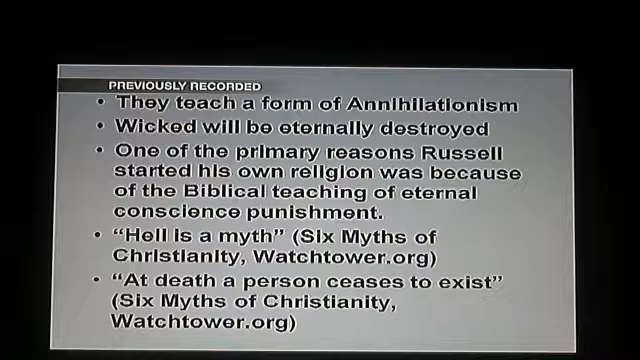 PREVIOUSLY RECORDED
• They teach a form of Annihilationism
• Wicked will be eternally destroyed
• One of the primary reasons Russell
started his own religion was because
of the Biblical teaching of eternal
conscience punishment.
• “Hell is a myth” (Six Myths of
Christianity, Watchtower.org)
• “At death a person ceases to exist”
(Six Myths of Christianity,
Watchtower.org)